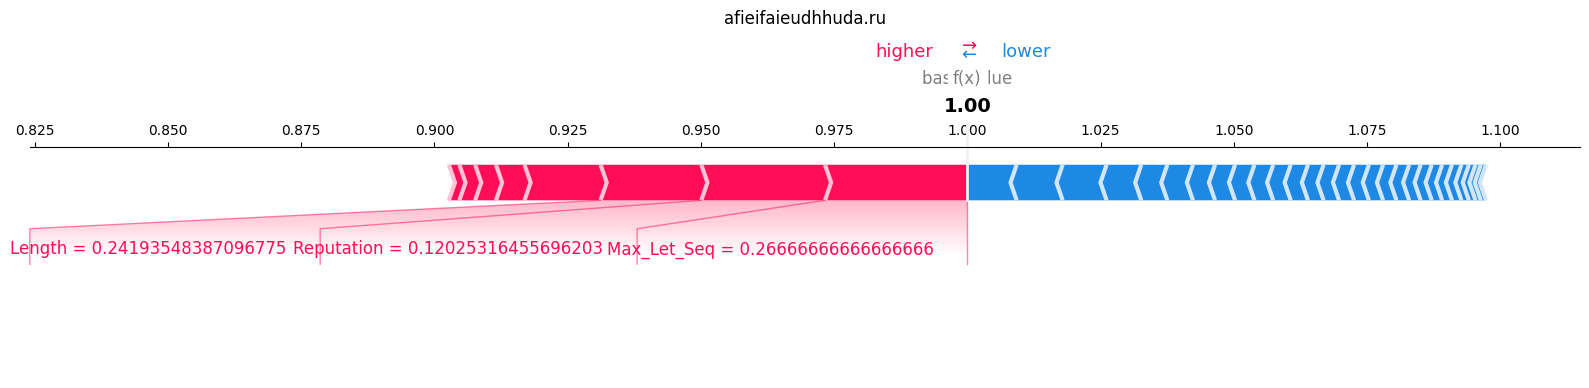 afieifaieudhhuda.ru
higher ⇄ lower
bas f(x) lue
1.00
0.825 0.850 0.875 0.900 0.925 0.950 0.975 1.000 1.025 1.050 1.075 1.100
Length = 0.24193548387096775 Reputation = 0.12025316455696203 Max_Let_Seq = 0.26666666666666666